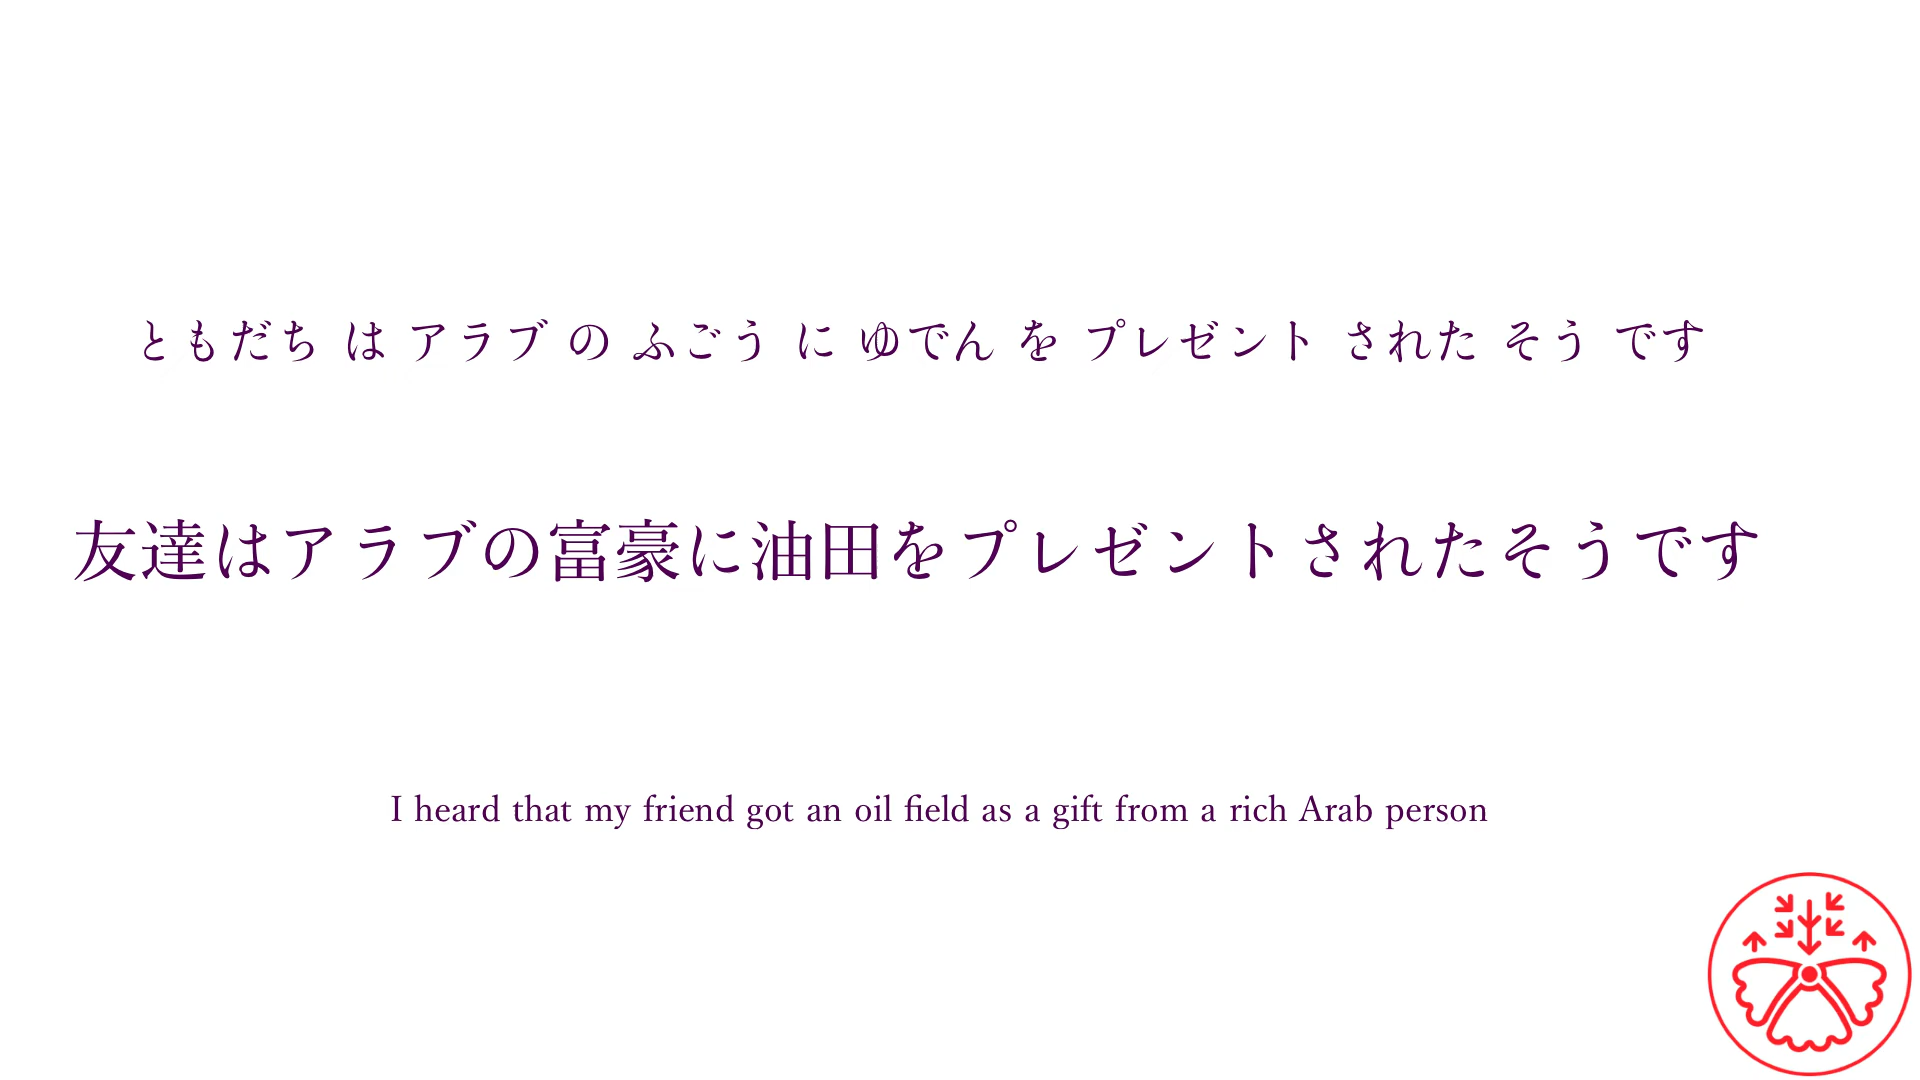 ともだち は アラブ の ふごう に ゆでん を プレゼント された そう です
友達はアラブの富豪に油田をプレゼントされたそうです
I heard that my friend got an oil field as a gift from a rich Arab person